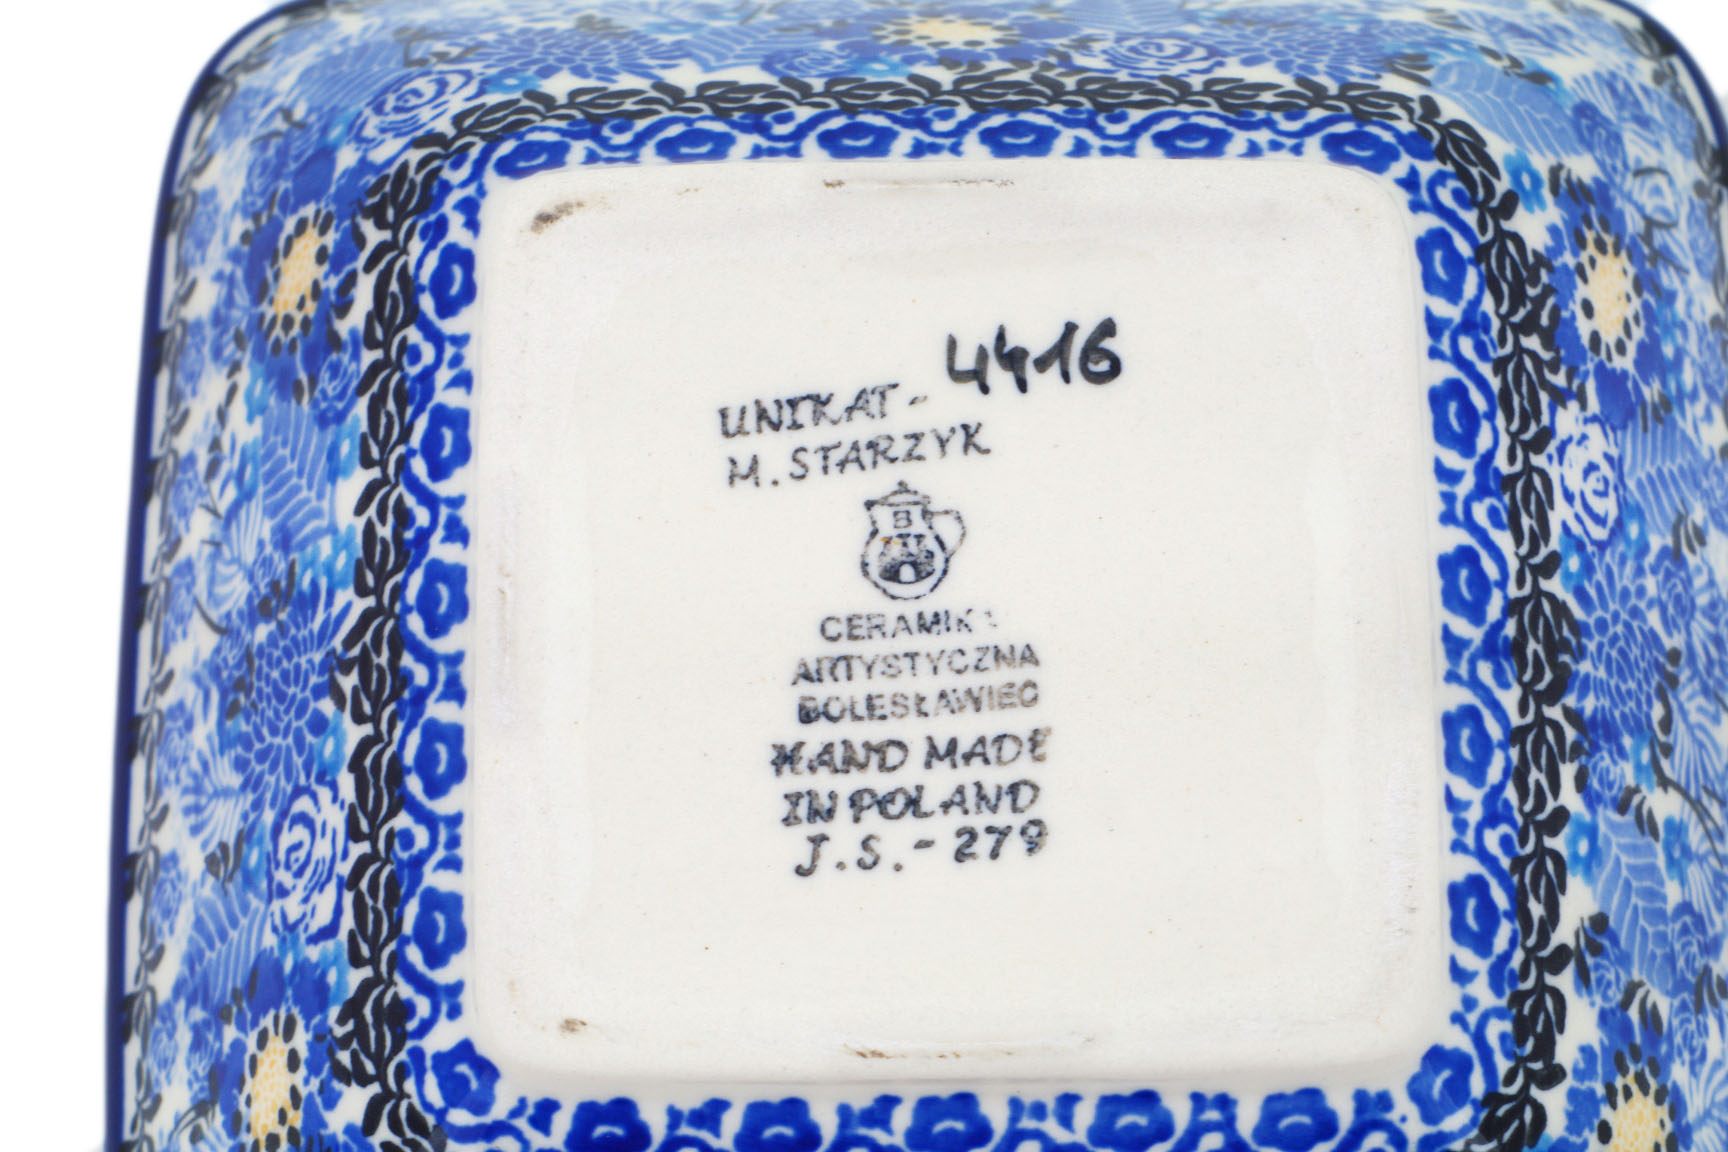 UNIKAT - 4416
M. STARZYK
B
CERAMIKA
ARTYSTYCZNA
BOLESŁAWIEC
HAND MADE
IN POLAND
J.S.- 279